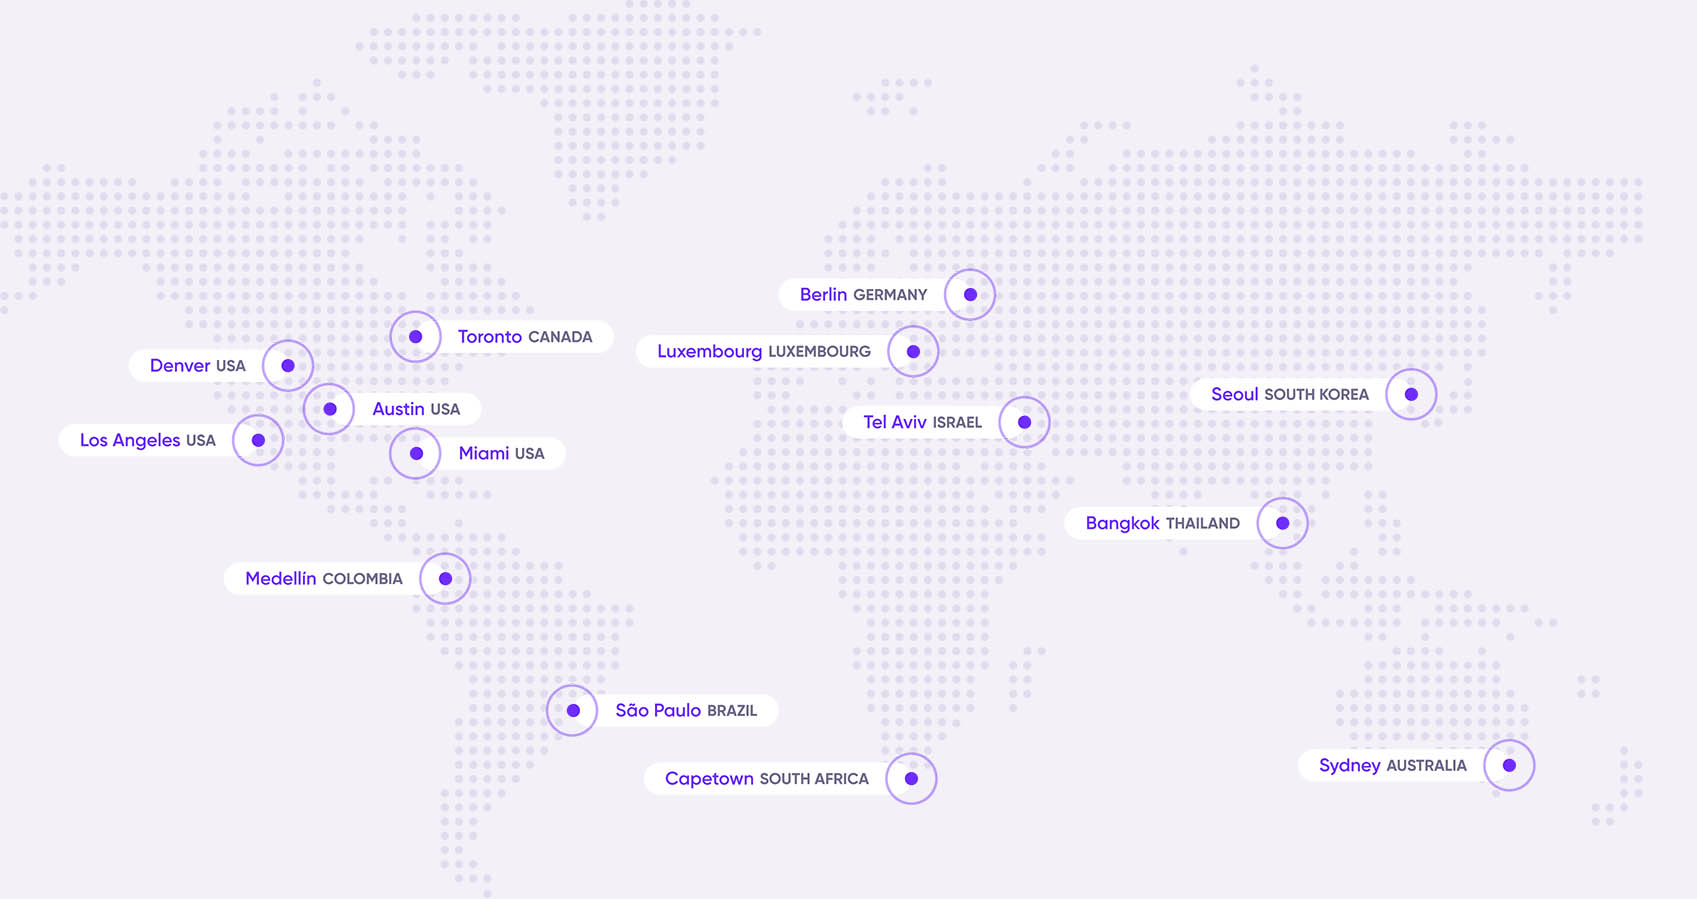 Berlin GERMANY
Toronto CANADA
Luxembourg LUXEMBOURG
Denver USA
Seoul SOUTH KOREA
Austin USA
Tel Aviv ISRAEL
Los Angeles USA
Miami USA
Bangkok THAILAND
Medellín COLOMBIA
São Paulo BRAZIL
Sydney AUSTRALIA
Capetown SOUTH AFRICA